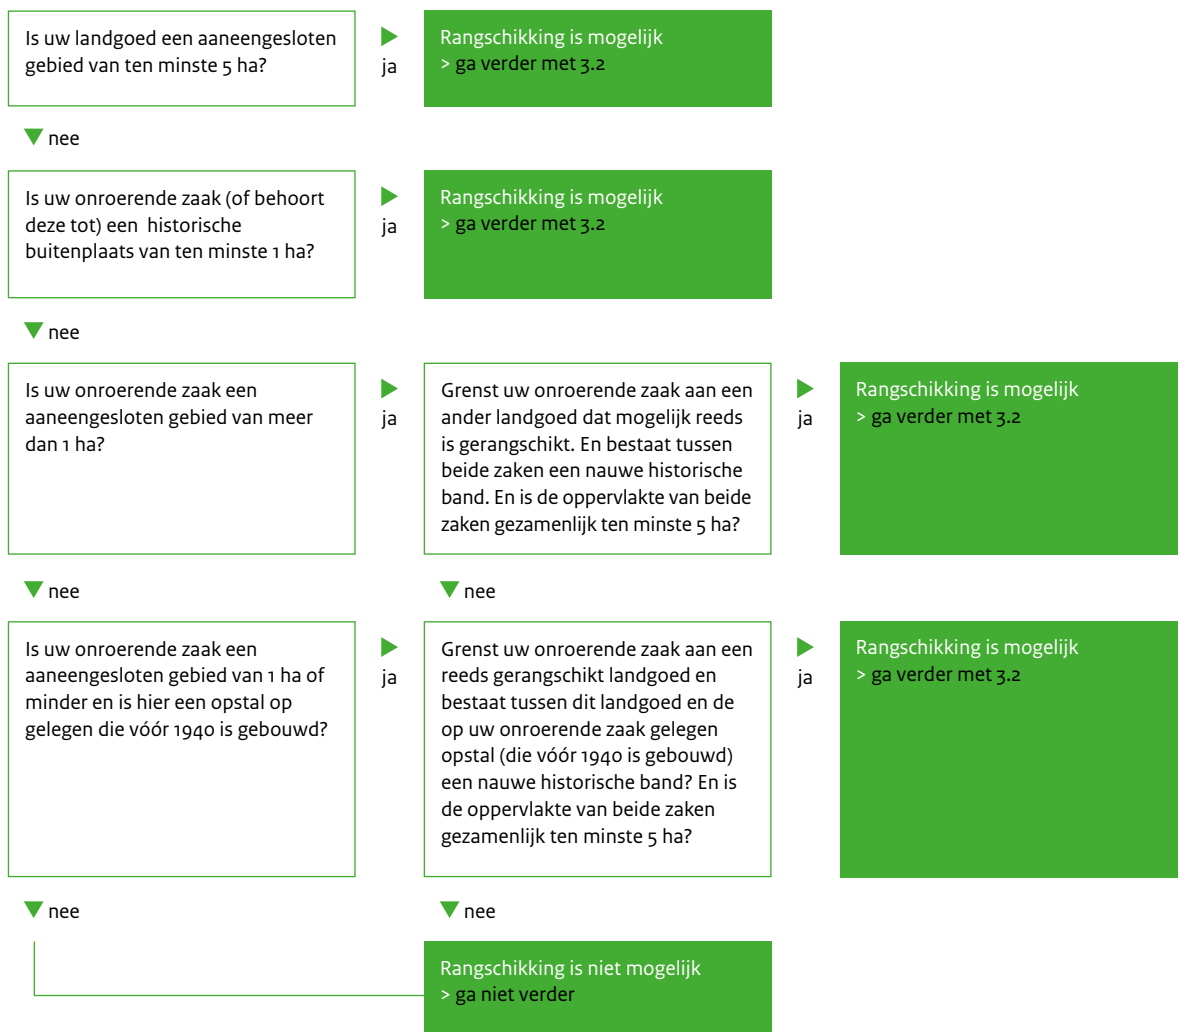 Is uw landgoed een aaneengesloten
gebied van ten minste 5 ha?
ja
Rangschikking is mogelijk
> ga verder met 3.2
nee
Is uw onroerende zaak (of behoort
deze tot) een historische
buitenplaats van ten minste 1 ha?
ja
Rangschikking is mogelijk
> ga verder met 3.2
nee
Is uw onroerende zaak een
aaneengesloten gebied van meer
dan 1 ha?
ja
Grenst uw onroerende zaak aan een
ander landgoed dat mogelijk reeds
is gerangschikt. En bestaat tussen
beide zaken een nauwe historische
band. En is de oppervlakte van beide
zaken gezamenlijk ten minste 5 ha?
ja
Rangschikking is mogelijk
> ga verder met 3.2
nee
nee
Is uw onroerende zaak een
aaneengesloten gebied van 1 ha of
minder en is hier een opstal op
gelegen die vóór 1940 is gebouwd?
ja
Grenst uw onroerende zaak aan een
reeds gerangschikt landgoed en
bestaat tussen dit landgoed en de
op uw onroerende zaak gelegen
opstal (die vóór 1940 is gebouwd)
een nauwe historische band? En is
de oppervlakte van beide zaken
gezamenlijk ten minste 5 ha?
ja
Rangschikking is mogelijk
> ga verder met 3.2
nee
nee
Rangschikking is niet mogelijk
> ga niet verder